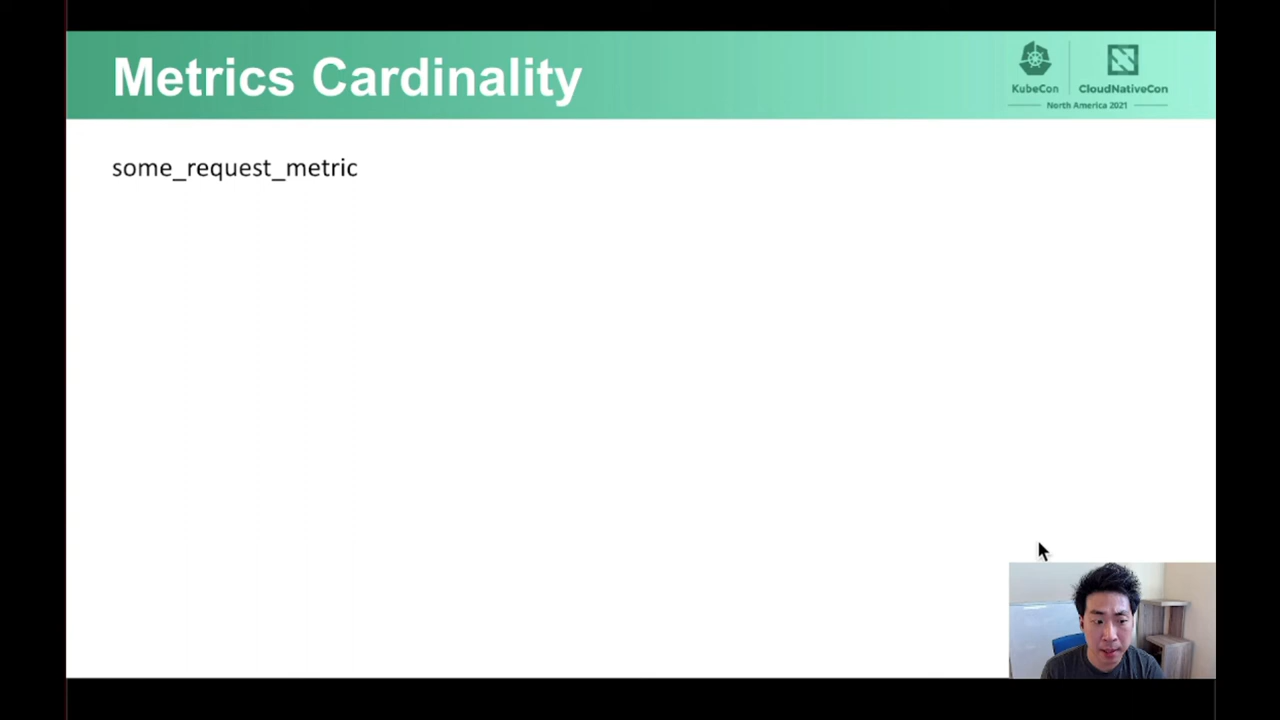 Metrics Cardinality
KubeCon
CloudNativeCon
North America 2021
some_request_metric